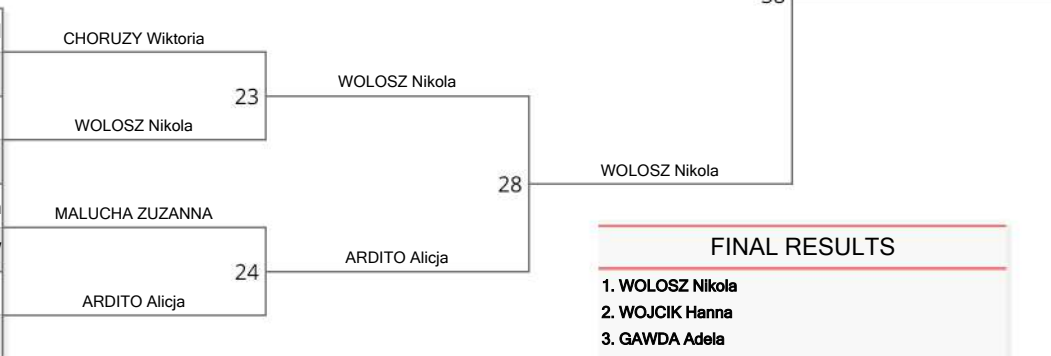 CHORUZY Wiktoria
23
WOLOSZ Nikola
WOLOSZ Nikola
28
WOLOSZ Nikola
MALUCHA ZUZANNA
24
ARDITO Alicja
ARDITO Alicja
FINAL RESULTS
1. WOLOSZ Nikola
2. WOJCIK Hanna
3. GAWDA Adela